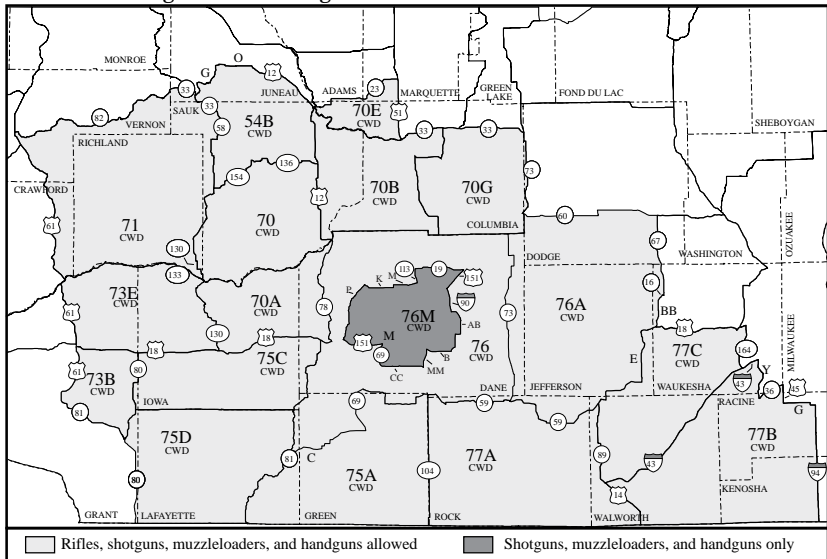 MONROE
G
O
12
33
JUNEAU
ADAMS
23
MARQUETTE
GREEN
LAKE
FOND DU LAC
SHEBOYGAN
SAUK
33
70E
CWD
51
82
VERNON
58
54B
CWD
33
33
RICHLAND
CRAWFORD
154
136
12
70B
CWD
70G
CWD
73
61
71
CWD
70
CWD
COLUMBIA
60
130
133
67
WASHINGTON
OZAUKEE
DODGE
73E
CWD
70A
CWD
78
P
K
M
113
19
151
90
16
61
130
18
76M
CWD
AB
73
76A
CWD
BB
18
M
151
69
76
CWD
B
MM
CC
18
75C
CWD
E
77C
CWD
164
MILWAUKEE
61
73B
CWD
80
IOWA
DANE
JEFFERSON
WAUKESHA
43
Y
36
45
RACINE
G
81
69
59
59
75D
CWD
81
C
75A
CWD
104
77A
CWD
89
43
77B
CWD
94
80
14
KENOSHA
GRANT
LAFAYETTE
GREEN
ROCK
WALWORTH
Rifles, shotguns, muzzleloaders, and handguns allowed
Shotguns, muzzleloaders, and handguns only